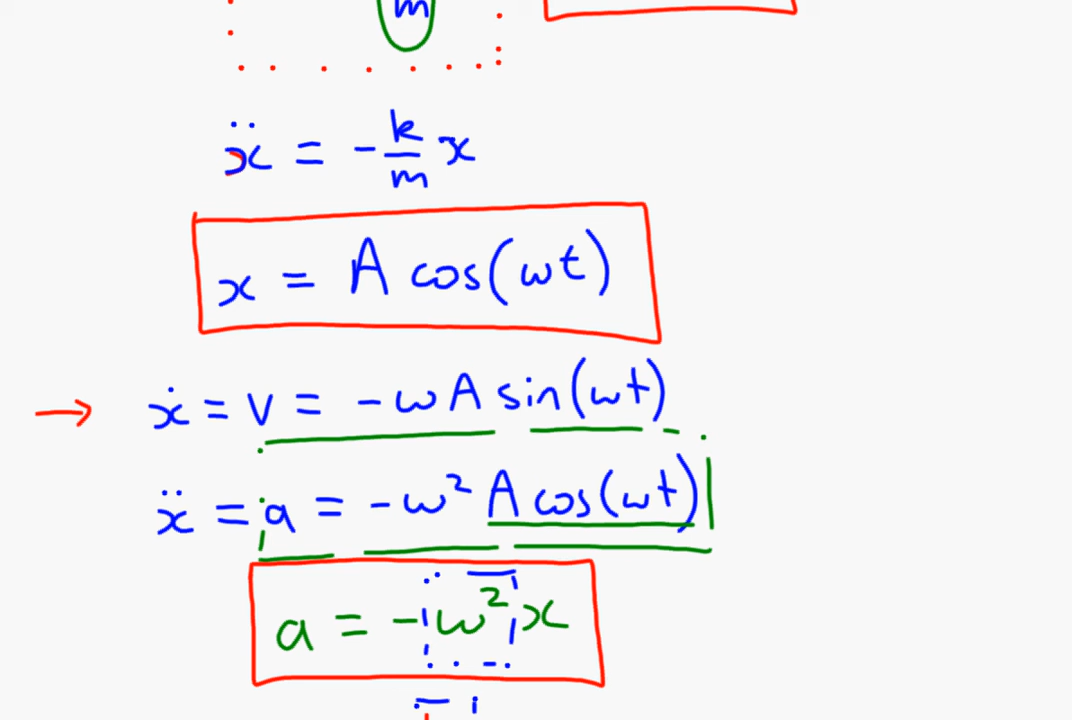 m
ẍ = -k/m x
x = A cos(ωt)
→ ẋ = v = -ωA sin(ωt)
ẍ = a = -ω² A cos(ωt)
a = -ω² x